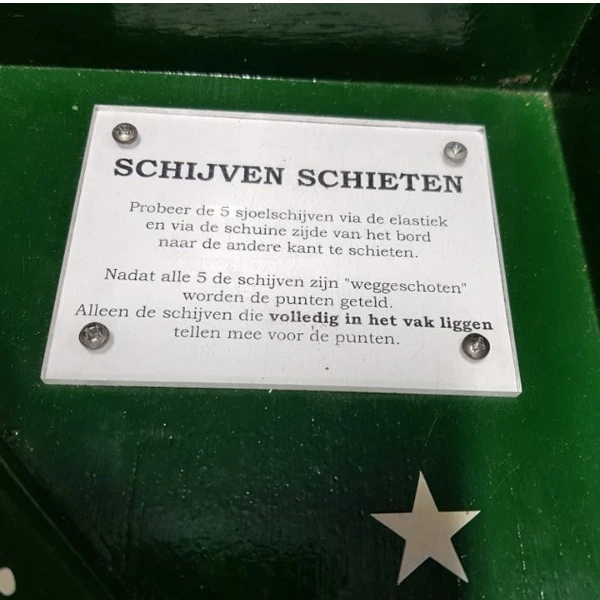 SCHIJVEN SCHIETEN
Probeer de 5 sjoelschijven via de elastiek
en via de schuine zijde van het bord
naar de andere kant te schieten.
Nadat alle 5 de schijven zijn "weggeschoten"
worden de punten geteld.
Alleen de schijven die volledig in het vak liggen
tellen mee voor de punten.